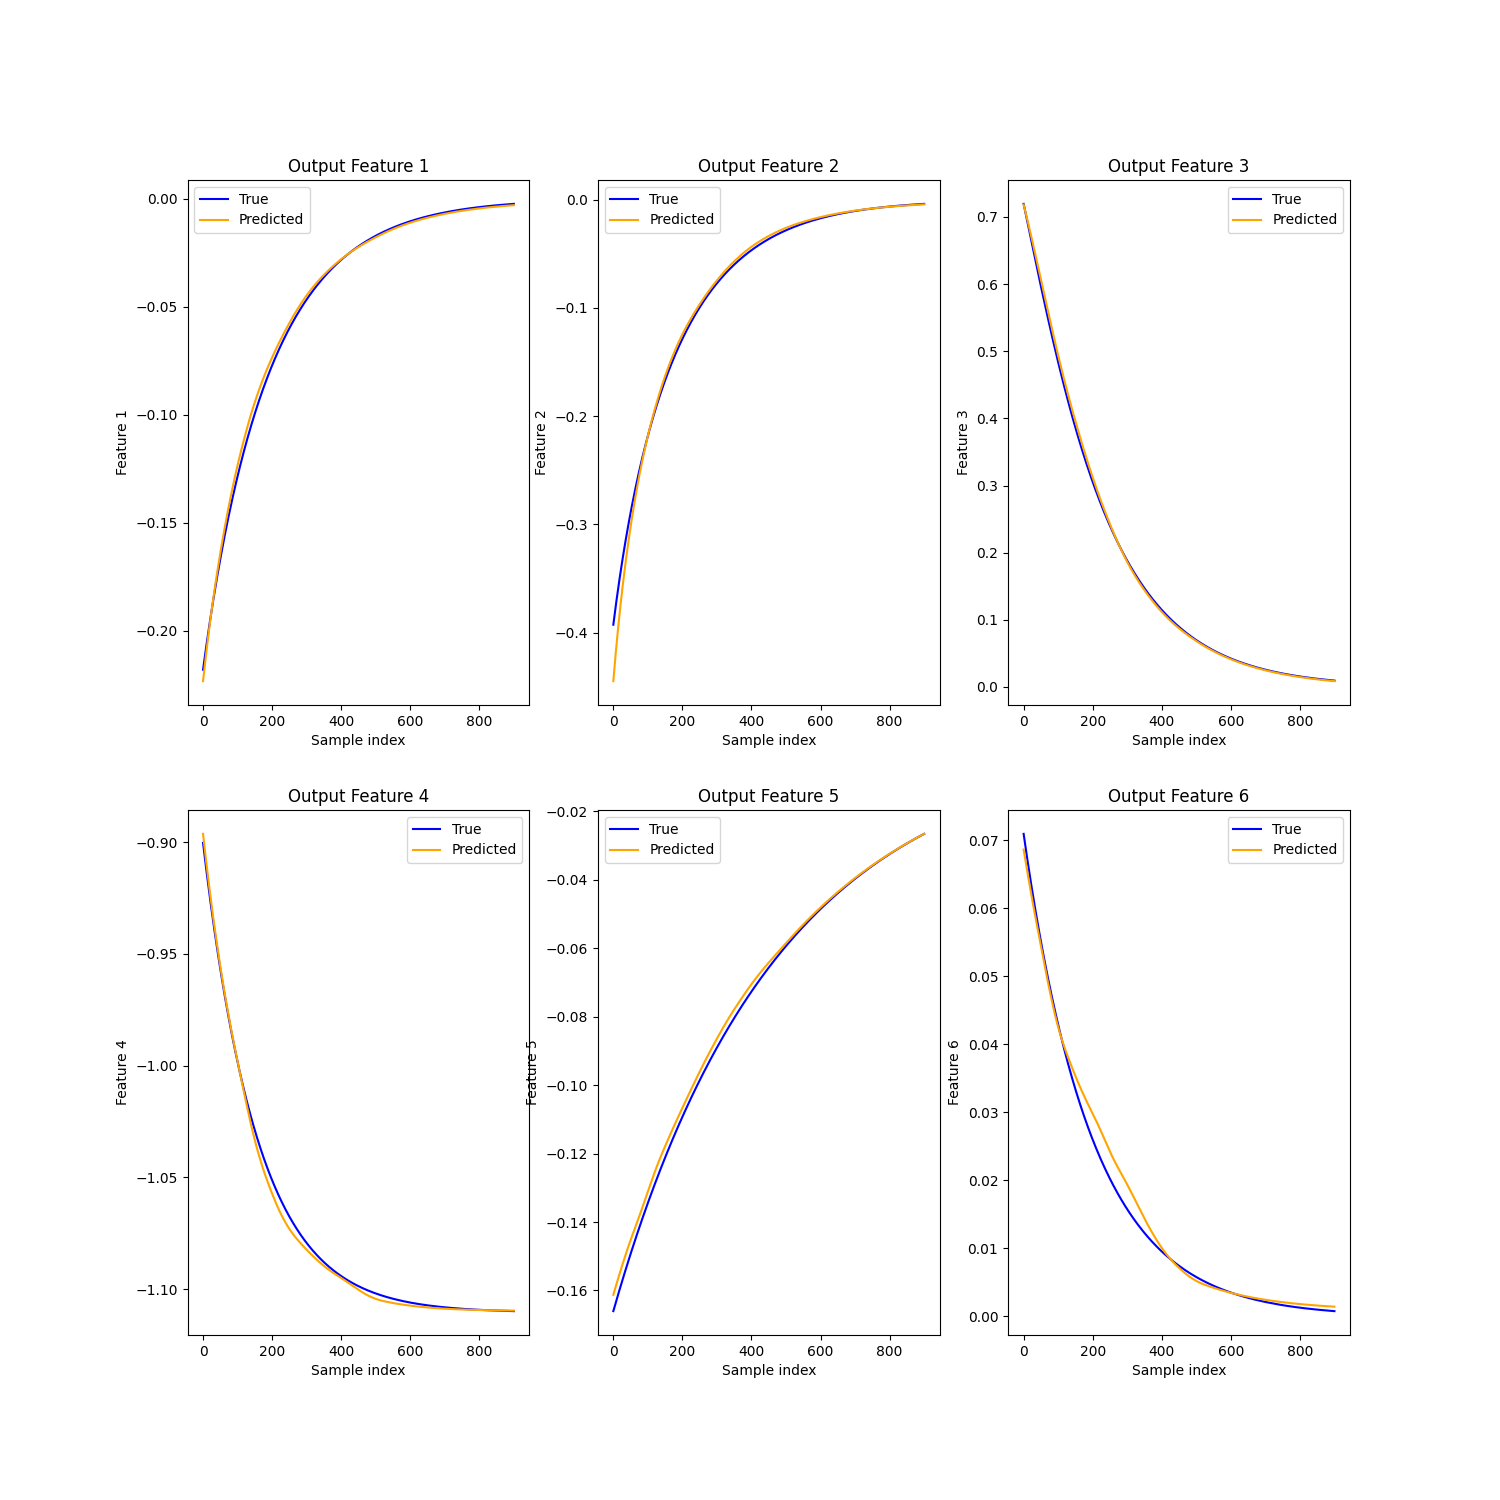 Output Feature 1
True
Predicted
0.00
−0.05
−0.10
−0.15
−0.20
Feature 1
0 200 400 600 800
Sample index
Output Feature 2
True
Predicted
0.0
−0.1
−0.2
−0.3
−0.4
Feature 2
0 200 400 600 800
Sample index
Output Feature 3
True
Predicted
0.7
0.6
0.5
0.4
0.3
0.2
0.1
0.0
Feature 3
0 200 400 600 800
Sample index
Output Feature 4
True
Predicted
−0.90
−0.95
−1.00
−1.05
−1.10
Feature 4
0 200 400 600 800
Sample index
Output Feature 5
True
Predicted
−0.02
−0.04
−0.06
−0.08
−0.10
−0.12
−0.14
−0.16
Feature 5
0 200 400 600 800
Sample index
Output Feature 6
True
Predicted
0.07
0.06
0.05
0.04
0.03
0.02
0.01
0.00
Feature 6
0 200 400 600 800
Sample index